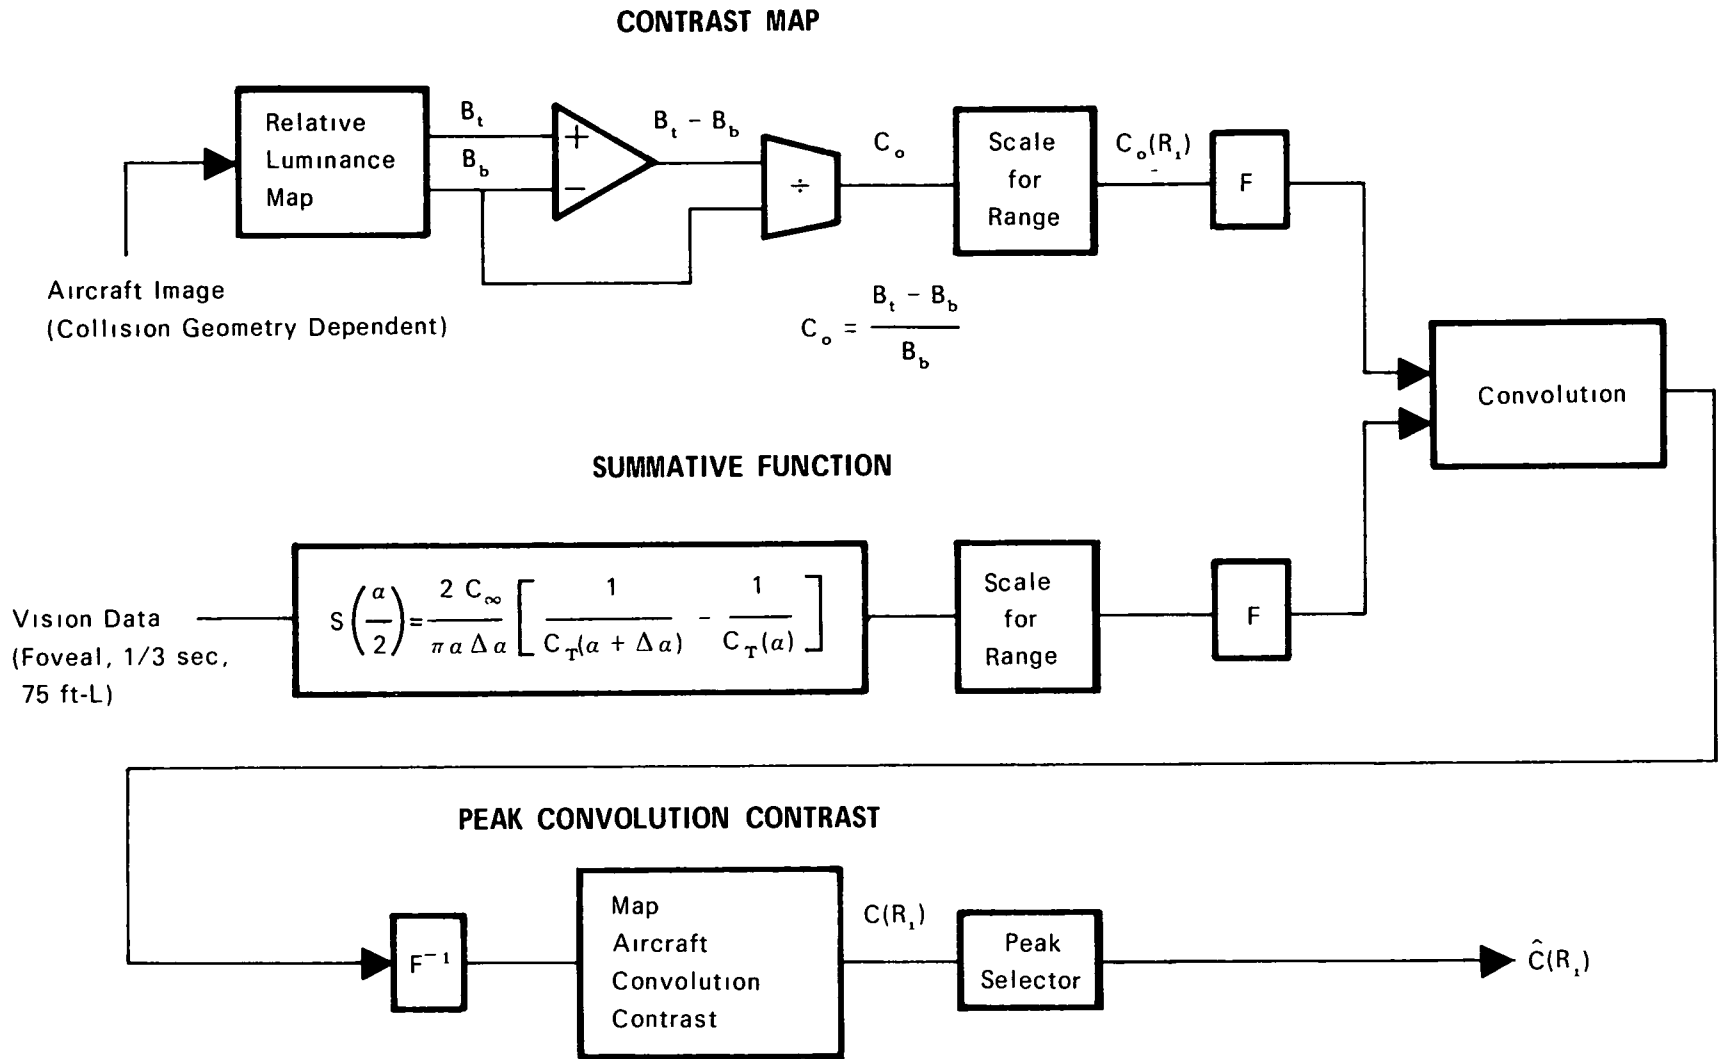 CONTRAST MAP
Relative
Luminance
Map
B_t
B_b
+
−
B_t − B_b
÷
C_o
Scale
for
Range
C_o(R_i)
F
Aircraft Image
(Collision Geometry Dependent)
C_o = (B_t − B_b) / B_b
Convolution
SUMMATIVE FUNCTION
Vision Data
(Foveal, 1/3 sec,
75 ft-L)
S(α/2) = 2 C_∞ / (π α Δα) [ 1 / C_T(α + Δα) − 1 / C_T(α) ]
Scale
for
Range
F
PEAK CONVOLUTION CONTRAST
F⁻¹
Map
Aircraft
Convolution
Contrast
C(R_i)
Peak
Selector
Ĉ(R_i)